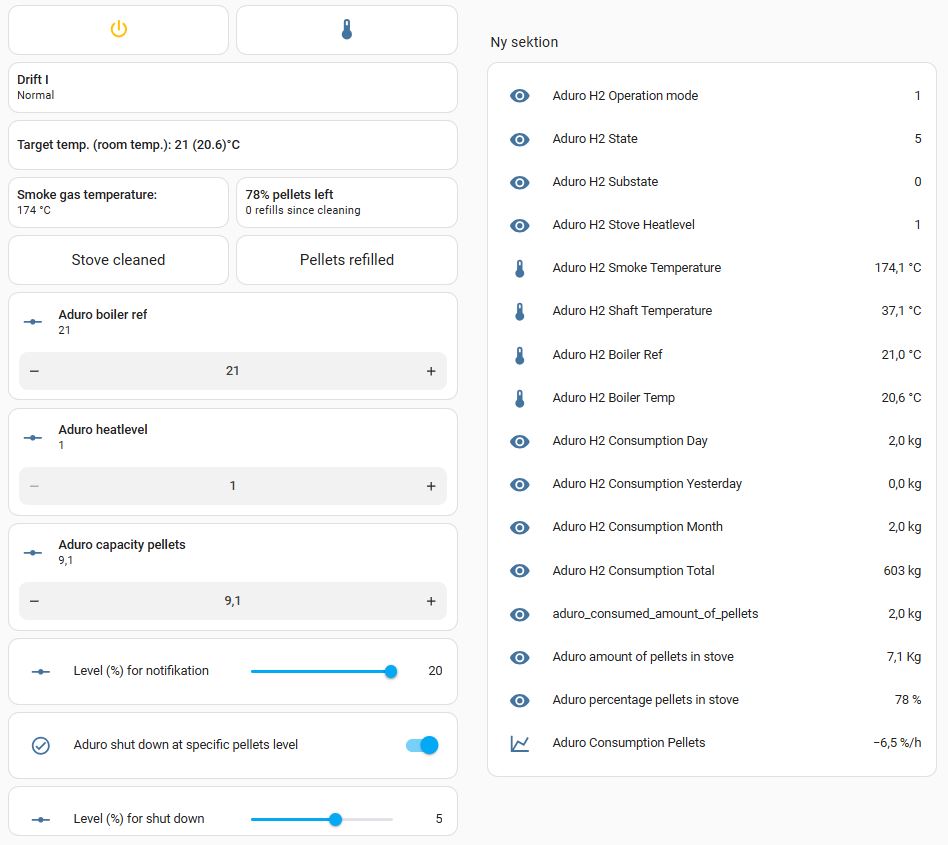 Drift I
Normal
Target temp. (room temp.): 21 (20.6)°C
Smoke gas temperature:
174 °C
78% pellets left
0 refills since cleaning
Stove cleaned
Pellets refilled
Aduro boiler ref
21
− 21 +
Aduro heatlevel
1
− 1 +
Aduro capacity pellets
9,1
− 9,1 +
Level (%) for notifikation 20
Aduro shut down at specific pellets level
Level (%) for shut down 5
Ny sektion
Aduro H2 Operation mode 1
Aduro H2 State 5
Aduro H2 Substate 0
Aduro H2 Stove Heatlevel 1
Aduro H2 Smoke Temperature 174,1 °C
Aduro H2 Shaft Temperature 37,1 °C
Aduro H2 Boiler Ref 21,0 °C
Aduro H2 Boiler Temp 20,6 °C
Aduro H2 Consumption Day 2,0 kg
Aduro H2 Consumption Yesterday 0,0 kg
Aduro H2 Consumption Month 2,0 kg
Aduro H2 Consumption Total 603 kg
aduro_consumed_amount_of_pellets 2,0 kg
Aduro amount of pellets in stove 7,1 Kg
Aduro percentage pellets in stove 78 %
Aduro Consumption Pellets −6,5 %/h